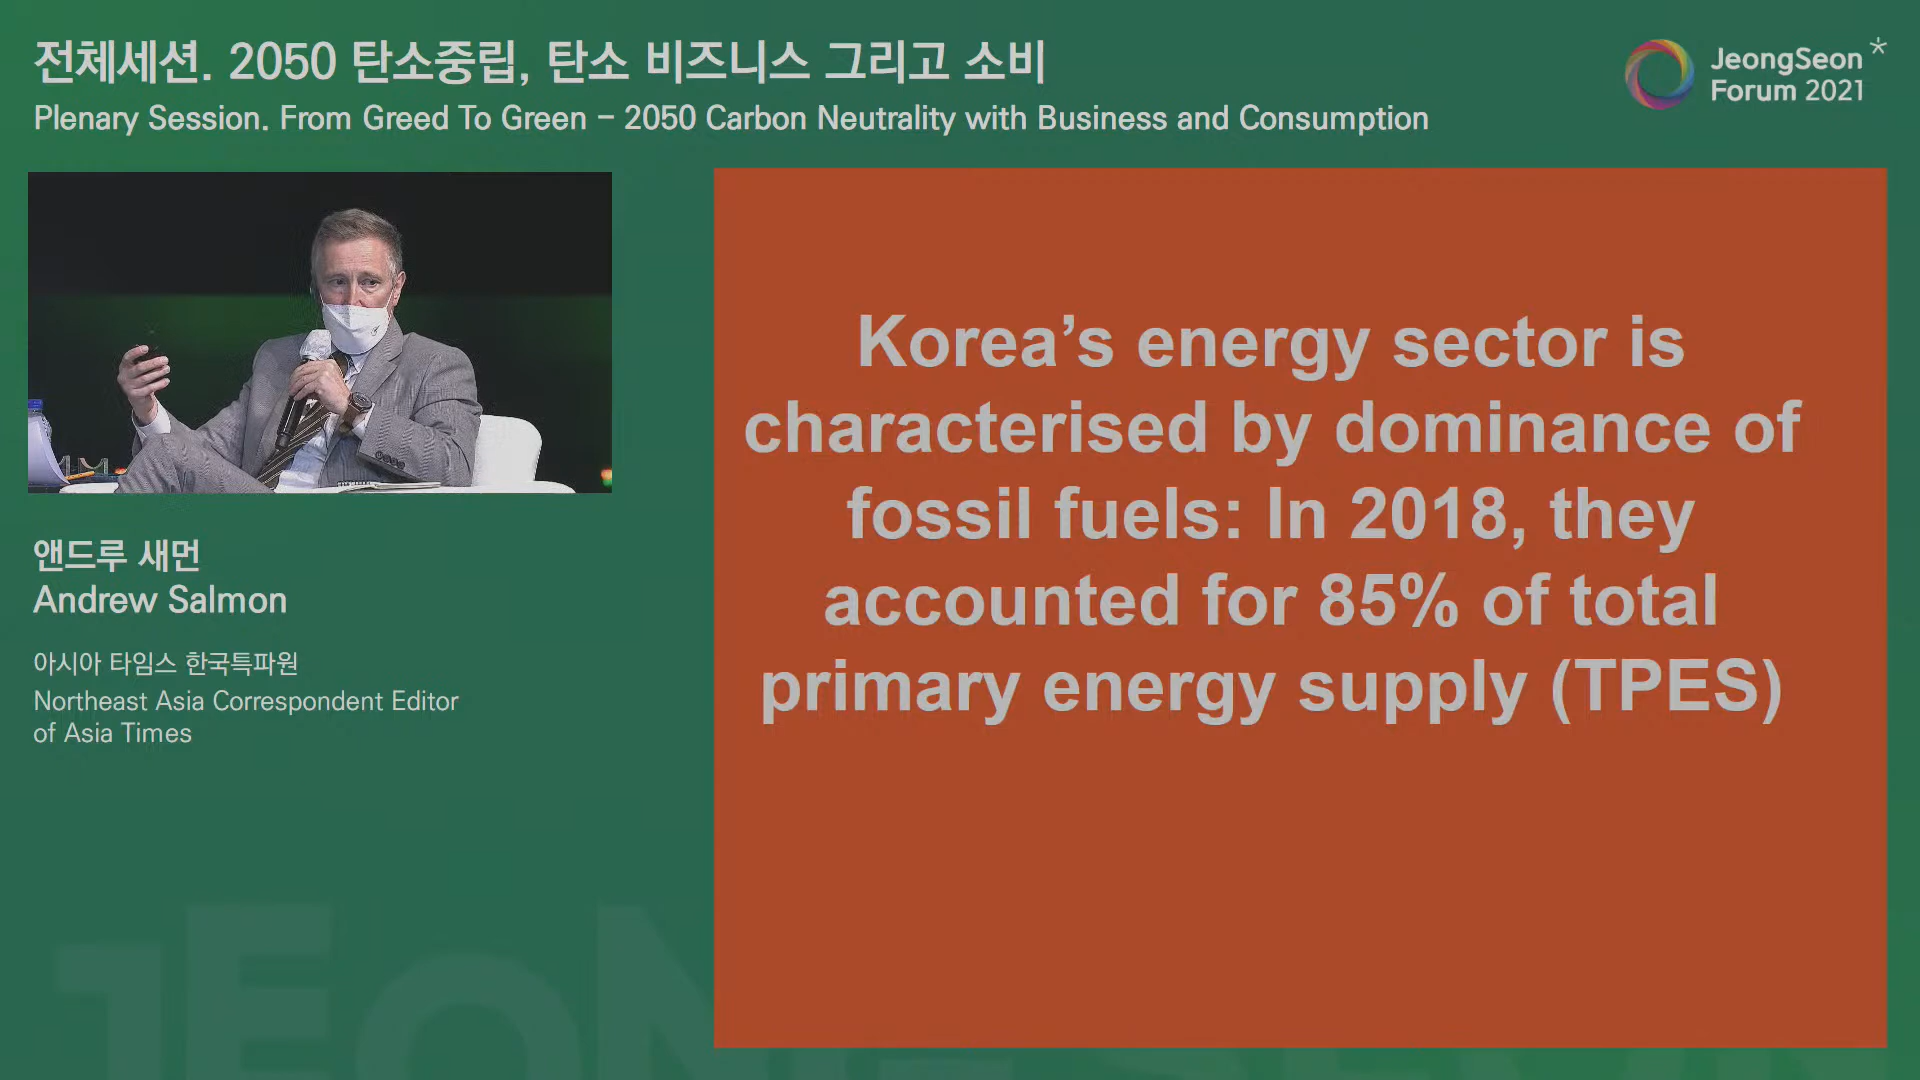 전체세션. 2050 탄소중립, 탄소 비즈니스 그리고 소비
Plenary Session. From Greed To Green – 2050 Carbon Neutrality with Business and Consumption
JeongSeon*
Forum 2021
앤드루 새먼
Andrew Salmon
아시아 타임스 한국특파원
Northeast Asia Correspondent Editor
of Asia Times
Korea’s energy sector is
characterised by dominance of
fossil fuels: In 2018, they
accounted for 85% of total
primary energy supply (TPES)